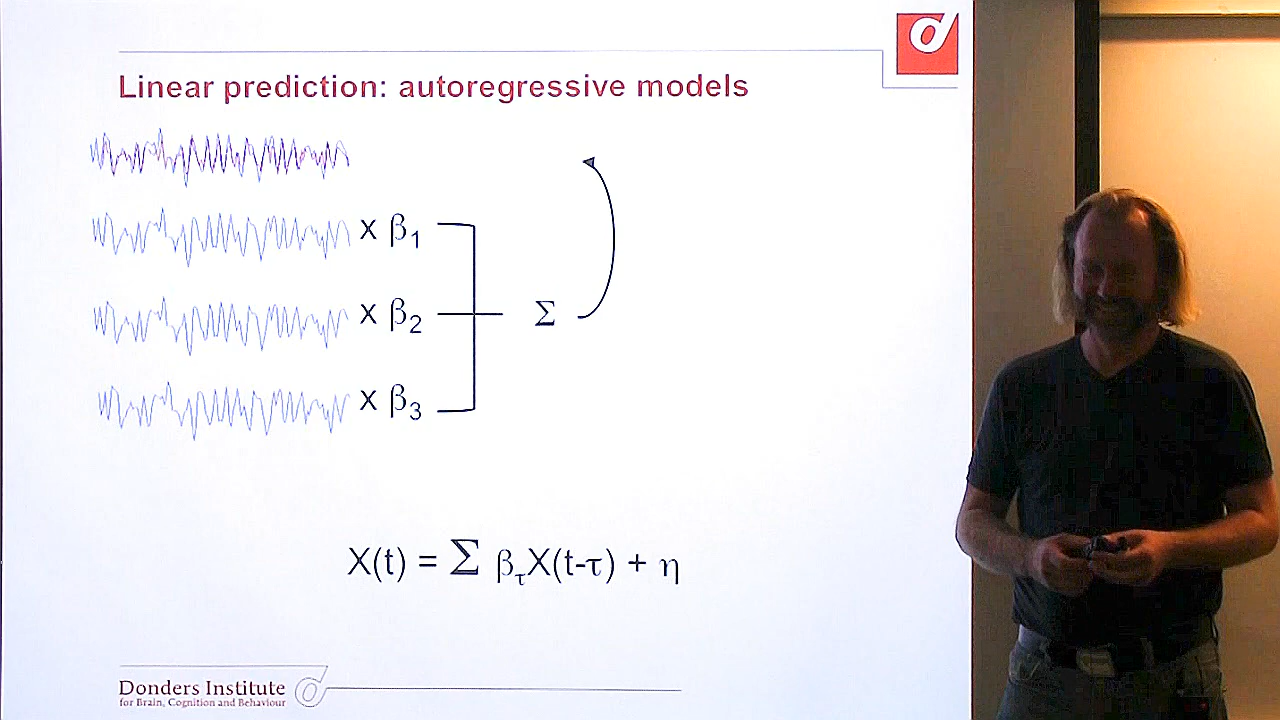 Linear prediction: autoregressive models
x β₁
x β₂
Σ
x β₃
X(t) = Σ βτX(t-τ) + η
Donders Institute
for Brain, Cognition and Behaviour